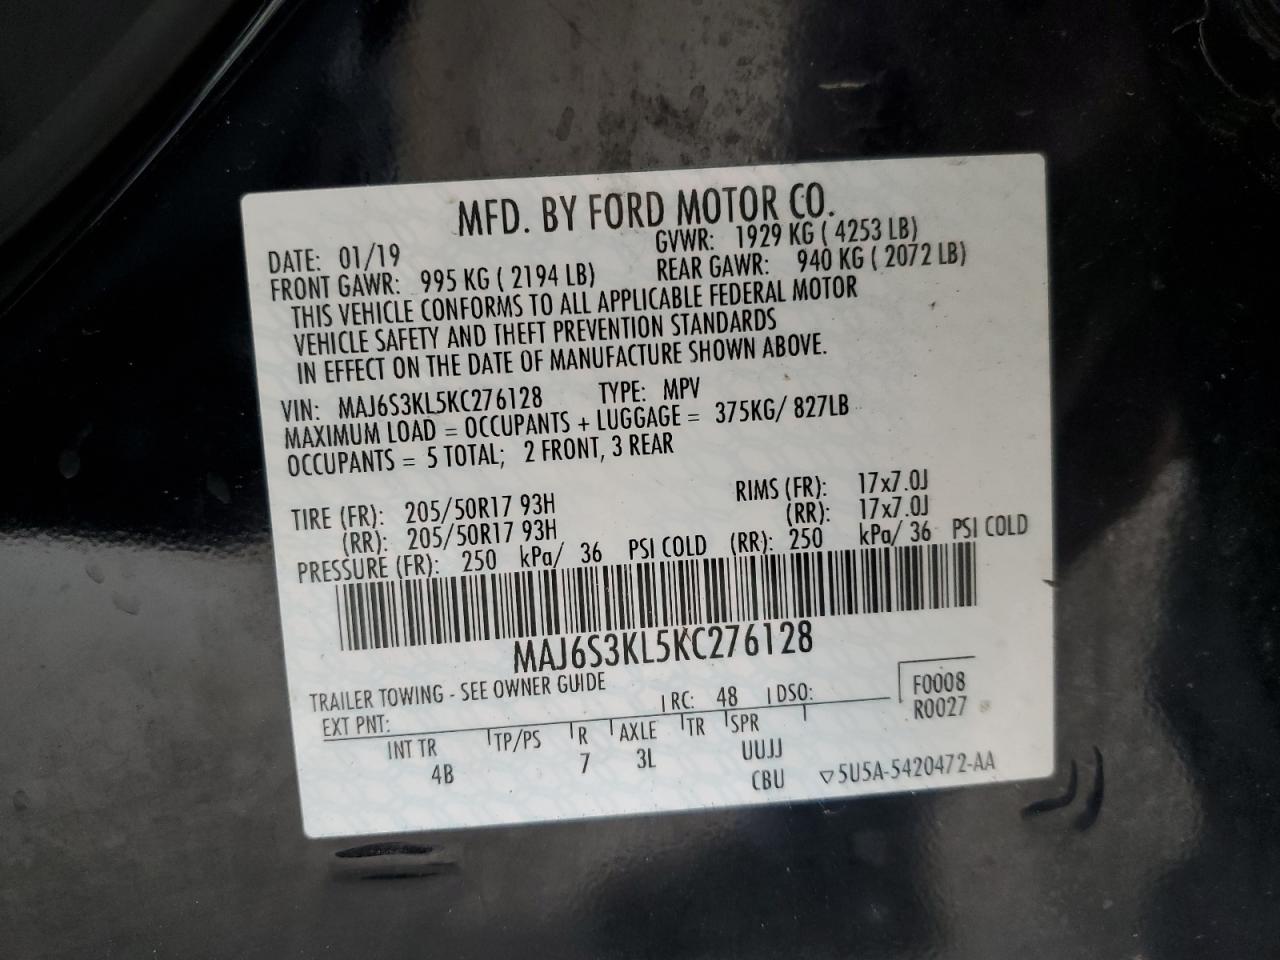 MFD. BY FORD MOTOR CO.
DATE: 01/19 GVWR: 1929 KG ( 4253 LB)
FRONT GAWR: 995 KG ( 2194 LB) REAR GAWR: 940 KG ( 2072 LB)
THIS VEHICLE CONFORMS TO ALL APPLICABLE FEDERAL MOTOR
VEHICLE SAFETY AND THEFT PREVENTION STANDARDS
IN EFFECT ON THE DATE OF MANUFACTURE SHOWN ABOVE.
VIN: MAJ6S3KL5KC276128 TYPE: MPV
MAXIMUM LOAD = OCCUPANTS + LUGGAGE = 375KG/ 827LB
OCCUPANTS = 5 TOTAL; 2 FRONT, 3 REAR
TIRE (FR): 205/50R17 93H RIMS (FR): 17x7.0J
(RR): 205/50R17 93H (RR): 17x7.0J
PRESSURE (FR): 250 kPa/ 36 PSI COLD (RR): 250 kPa/ 36 PSI COLD
MAJ6S3KL5KC276128
TRAILER TOWING - SEE OWNER GUIDE
EXT PNT: RC: 48 DSO: F0008
R0027
INT TR TP/PS R AXLE TR SPR
4B 7 3L UUJJ
CBU ▽5U5A-5420472-AA